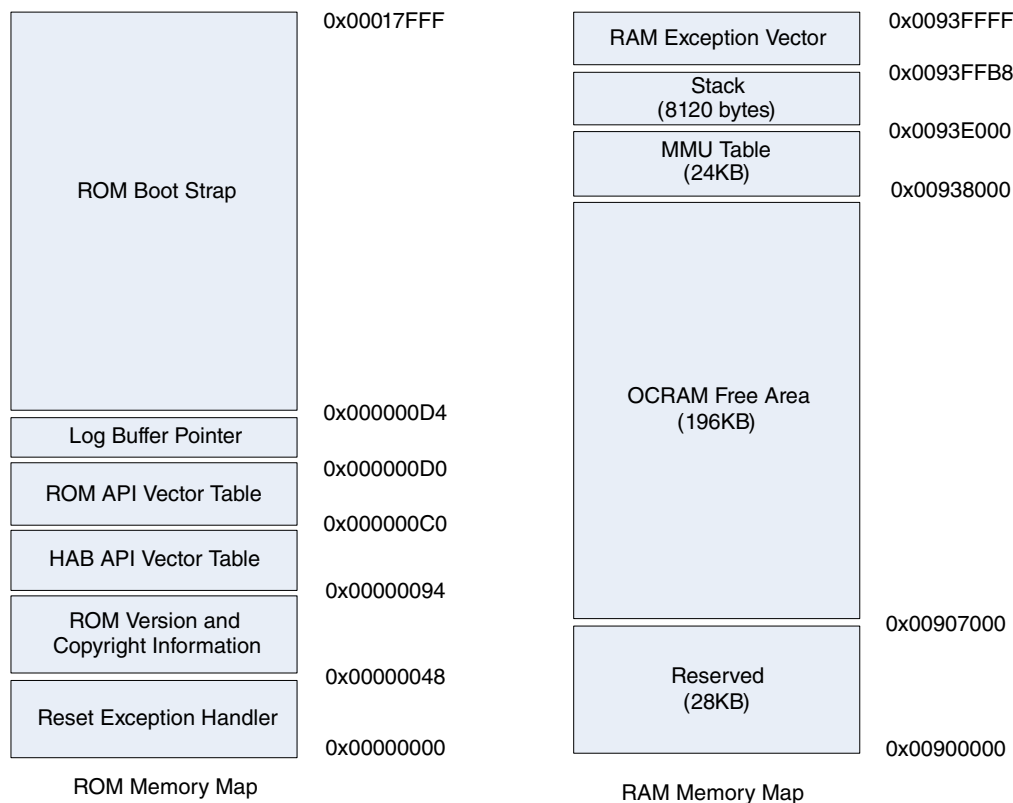 0x00017FFF
ROM Boot Strap
0x000000D4
Log Buffer Pointer
0x000000D0
ROM API Vector Table
0x000000C0
HAB API Vector Table
0x00000094
ROM Version and
Copyright Information
0x00000048
Reset Exception Handler
0x00000000
ROM Memory Map
0x0093FFFF
RAM Exception Vector
0x0093FFB8
Stack
(8120 bytes)
0x0093E000
MMU Table
(24KB)
0x00938000
OCRAM Free Area
(196KB)
0x00907000
Reserved
(28KB)
0x00900000
RAM Memory Map